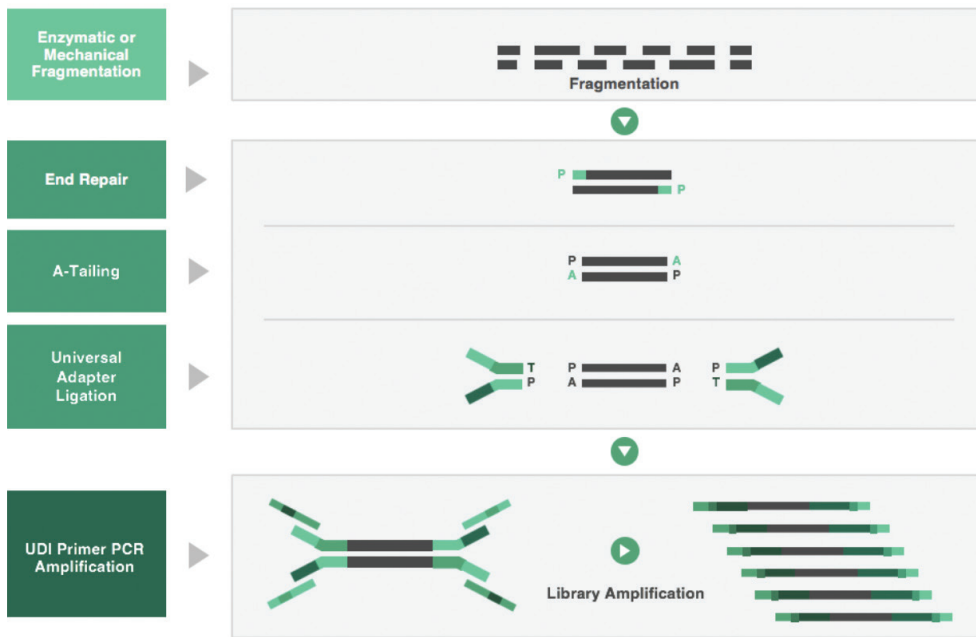 Enzymatic or
Mechanical
Fragmentation
Fragmentation
End Repair
P
P
A-Tailing
P A
A P
Universal
Adapter
Ligation
T P A P
P A P T
UDI Primer PCR
Amplification
Library Amplification